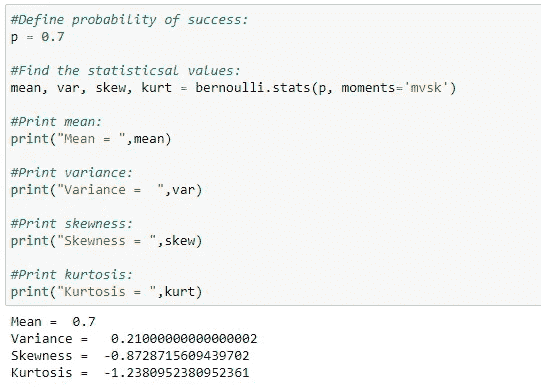 #Define probability of success:
p = 0.7
#Find the statisticsal values:
mean, var, skew, kurt = bernoulli.stats(p, moments='mvsk')
#Print mean:
print("Mean = ",mean)
#Print variance:
print("Variance =  ",var)
#Print skewness:
print("Skewness = ",skew)
#Print kurtosis:
print("Kurtosis = ",kurt)
Mean =  0.7
Variance =   0.21000000000000002
Skewness =  -0.8728715609439702
Kurtosis =  -1.2380952380952361